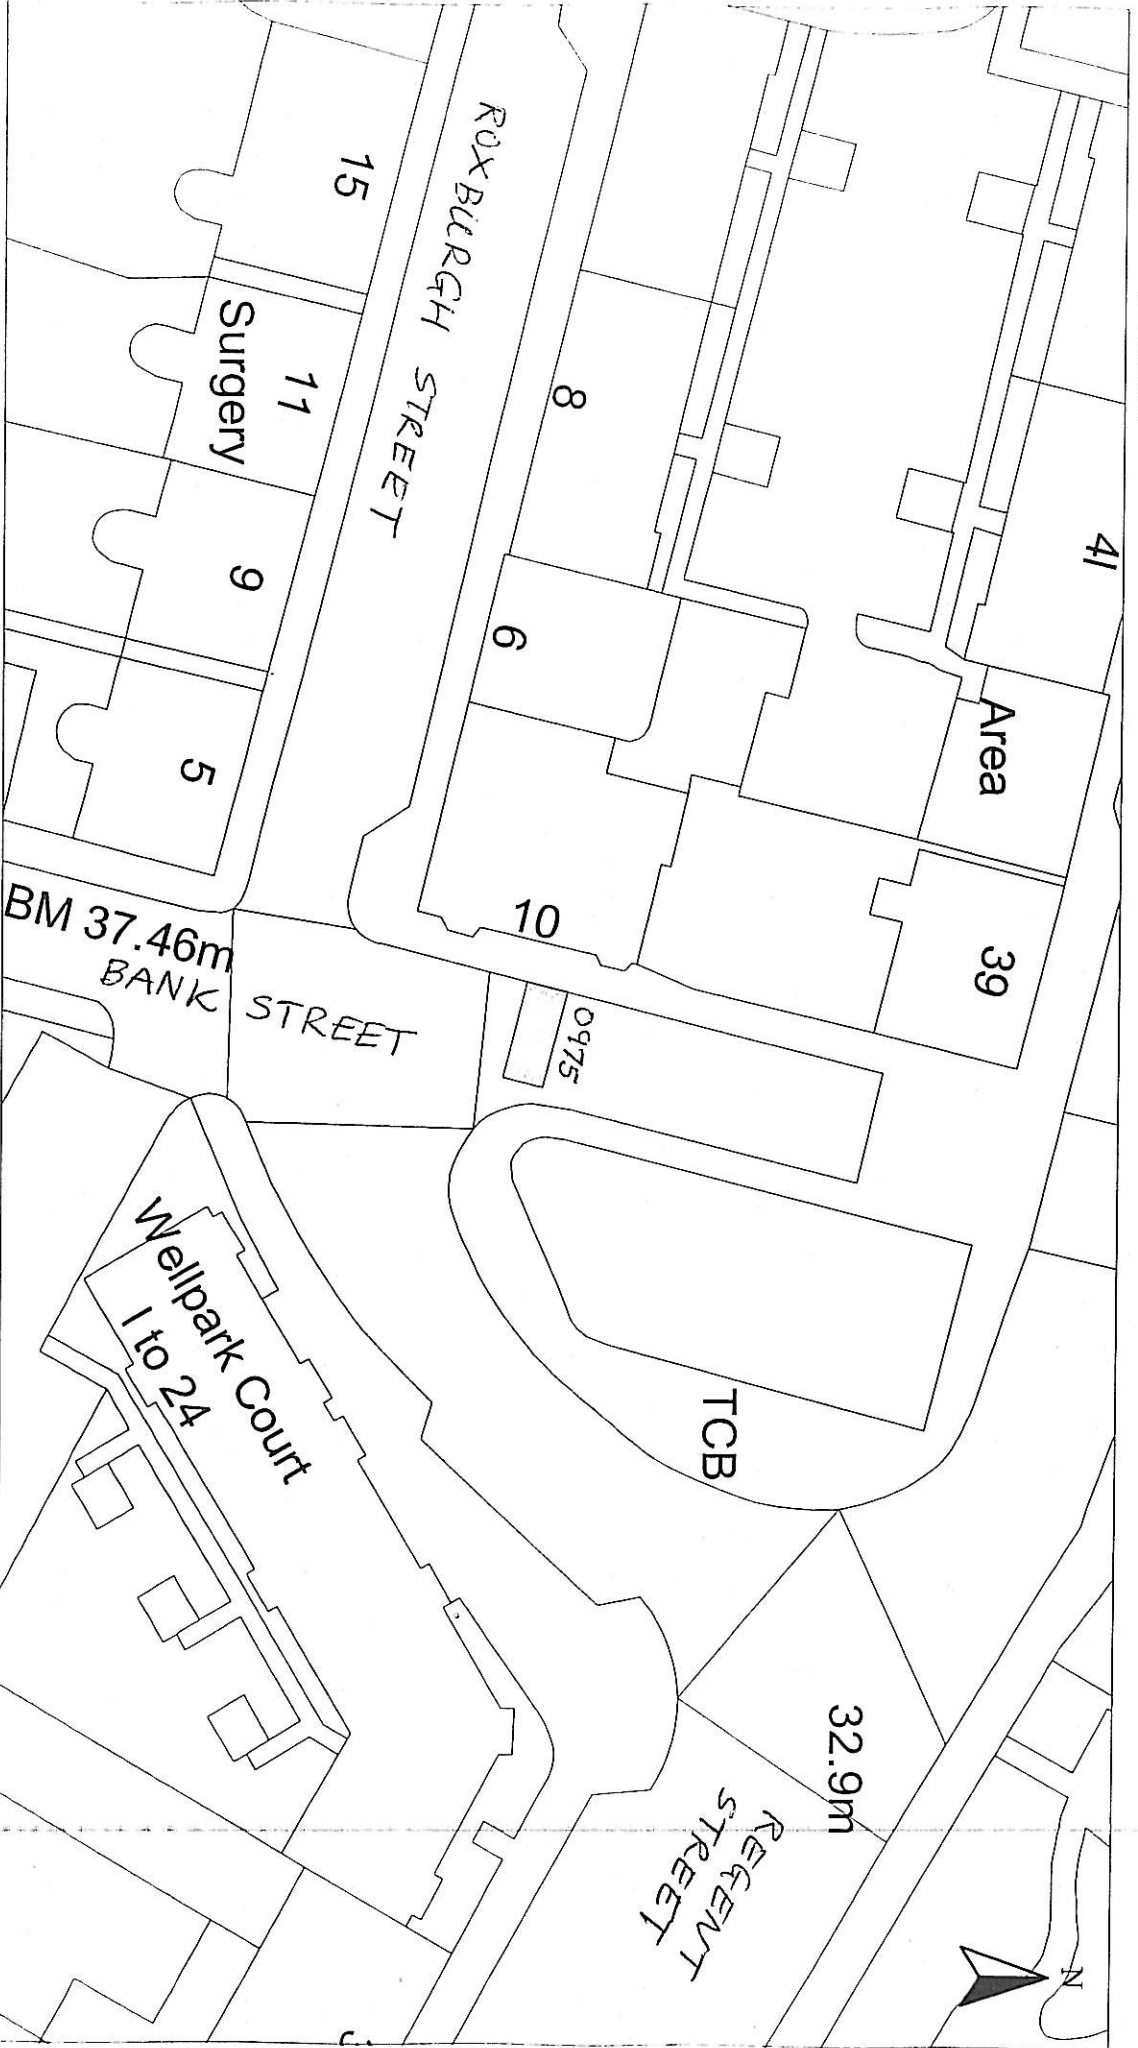 15
ROXBURGH STREET
11
Surgery
8
9
6
5
41
Area
39
10
BM 37.46m
BANK STREET
0975
Wellpark Court
1 to 24
TCB
32.9m
REGENT
STREET
N